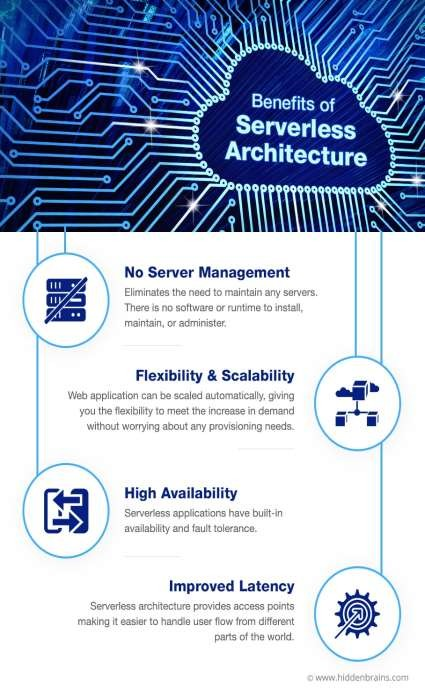 Benefits of
Serverless
Architecture
No Server Management
Eliminates the need to maintain any servers.
There is no software or runtime to install,
maintain, or administer.
Flexibility & Scalability
Web application can be scaled automatically, giving
you the flexibility to meet the increase in demand
without worrying about any provisioning needs.
High Availability
Serverless applications have built-in
availability and fault tolerance.
Improved Latency
Serverless architecture provides access points
making it easier to handle user flow from different
parts of the world.
© www.hiddenbrains.com